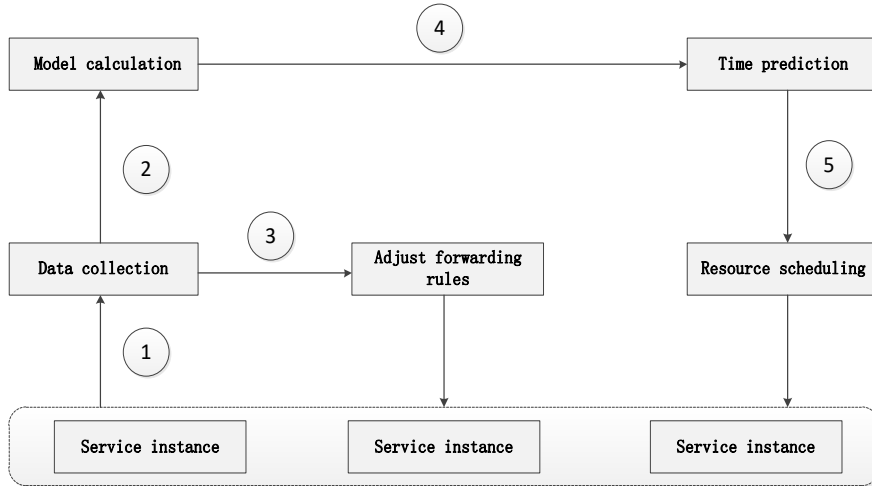 4
Model calculation
Time prediction
2
5
3
Data collection
Adjust forwarding
rules
Resource scheduling
1
Service instance
Service instance
Service instance